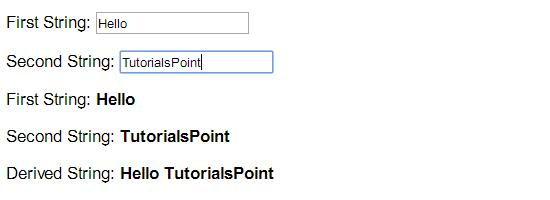 First String: Hello
Second String: TutorialsPoint
First String: Hello
Second String: TutorialsPoint
Derived String: Hello TutorialsPoint